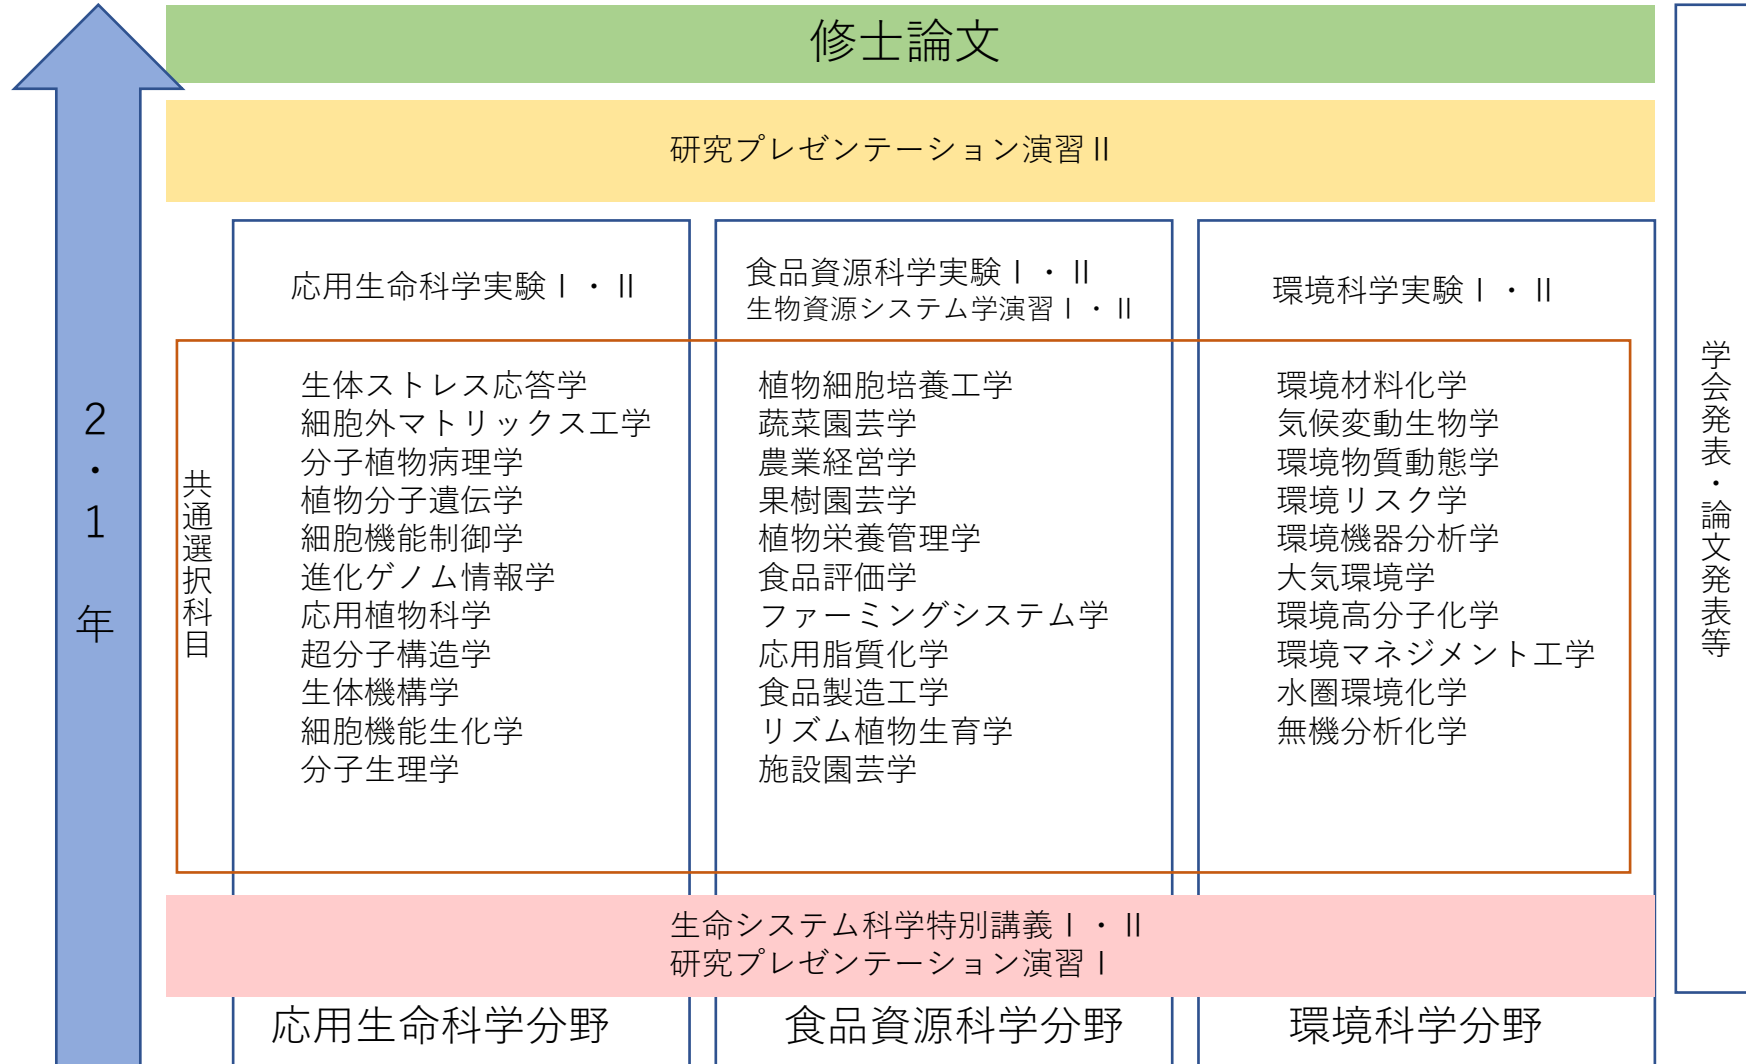 修士論文
研究プレゼンテーション演習Ⅱ
応用生命科学実験Ⅰ・Ⅱ
食品資源科学実験Ⅰ・Ⅱ
生物資源システム学演習Ⅰ・Ⅱ
環境科学実験Ⅰ・Ⅱ
2・1年
共通選択科目
生体ストレス応答学
細胞外マトリックス工学
分子植物病理学
植物分子遺伝学
細胞機能制御学
進化ゲノム情報学
応用植物科学
超分子構造学
生体機構学
細胞機能生化学
分子生理学
植物細胞培養工学
蔬菜園芸学
農業経営学
果樹園芸学
植物栄養管理学
食品評価学
ファーミングシステム学
応用脂質化学
食品製造工学
リズム植物生育学
施設園芸学
環境材料化学
気候変動生物学
環境物質動態学
環境リスク学
環境機器分析学
大気環境学
環境高分子化学
環境マネジメント工学
水圏環境化学
無機分析化学
学会発表・論文発表等
生命システム科学特別講義Ⅰ・Ⅱ
研究プレゼンテーション演習Ⅰ
応用生命科学分野
食品資源科学分野
環境科学分野